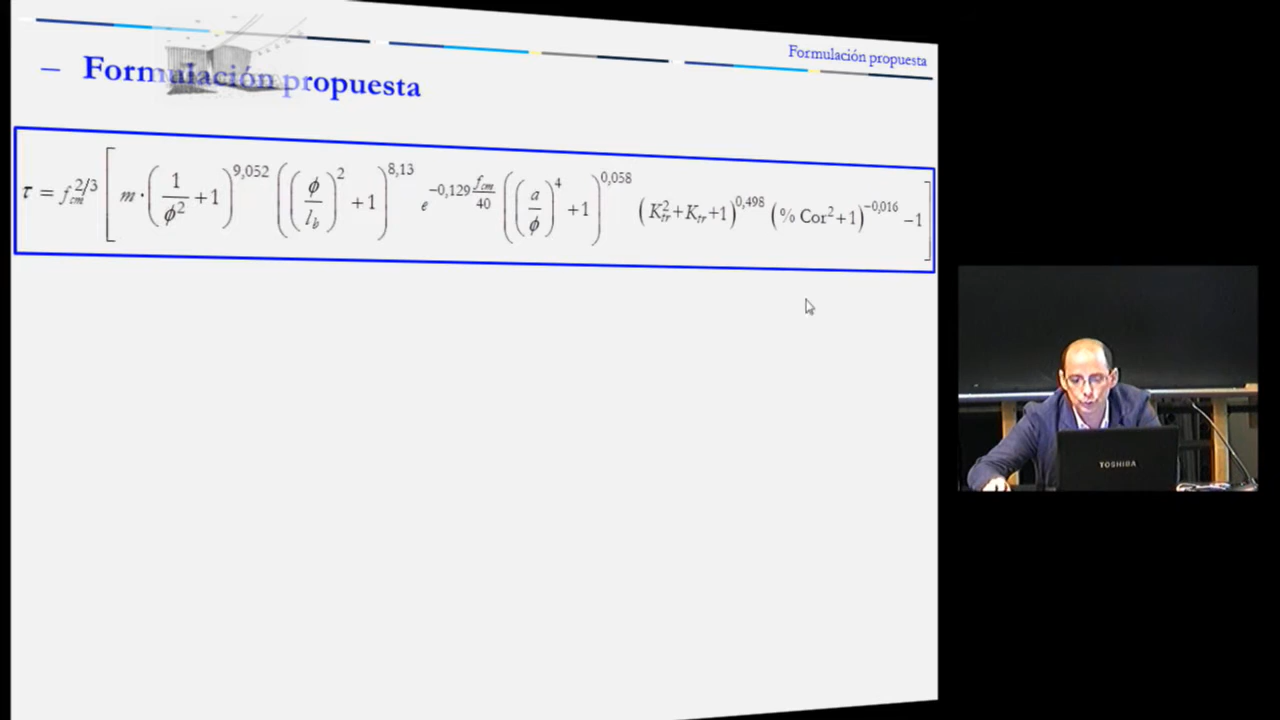 Formulación propuesta
– Formulación propuesta
τ = f_cm^{2/3} [ m · (1/ϕ² + 1)^{9,052} ((ϕ/l_b)² + 1)^{8,13} e^{−0,129 f_cm/40} ((a/ϕ)⁴ + 1)^{0,058} (K_tr² + K_tr + 1)^{0,498} (% Cor² + 1)^{−0,016} − 1 ]
TOSHIBA